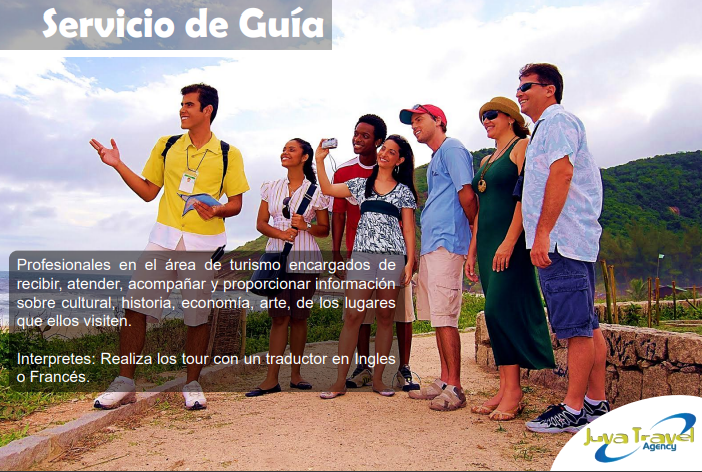 Servicio de Guía
Profesionales en el área de turismo encargados de
recibir, atender, acompañar y proporcionar información
sobre cultural, historia, economía, arte, de los lugares
que ellos visiten.
Interpretes: Realiza los tour con un traductor en Ingles
o Francés.
Juva Travel
Agency